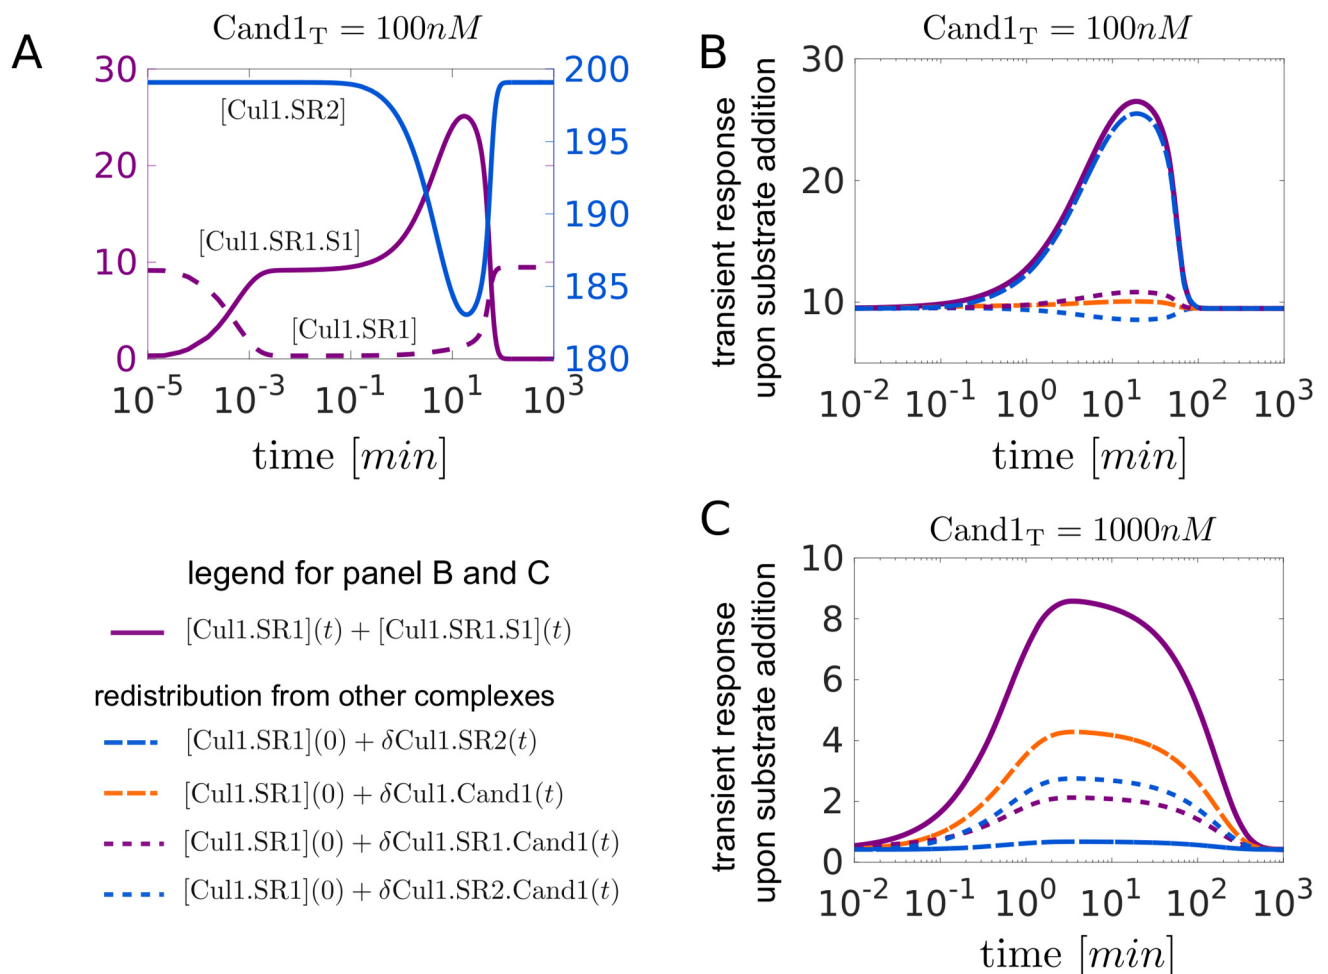 A
Cand1_T = 100nM
30
20
10
0
200
195
190
185
180
[Cul1.SR2]
[Cul1.SR1.S1]
[Cul1.SR1]
10^-5 10^-3 10^-1 10^1 10^3
time [min]
B
Cand1_T = 100nM
transient response
upon substrate addition
30
20
10
10^-2 10^-1 10^0 10^1 10^2 10^3
time [min]
legend for panel B and C
[Cul1.SR1](t) + [Cul1.SR1.S1](t)
redistribution from other complexes
[Cul1.SR1](0) + δCul1.SR2(t)
[Cul1.SR1](0) + δCul1.Cand1(t)
[Cul1.SR1](0) + δCul1.SR1.Cand1(t)
[Cul1.SR1](0) + δCul1.SR2.Cand1(t)
C
Cand1_T = 1000nM
transient response
upon substrate addition
10
8
6
4
2
0
10^-2 10^-1 10^0 10^1 10^2 10^3
time [min]